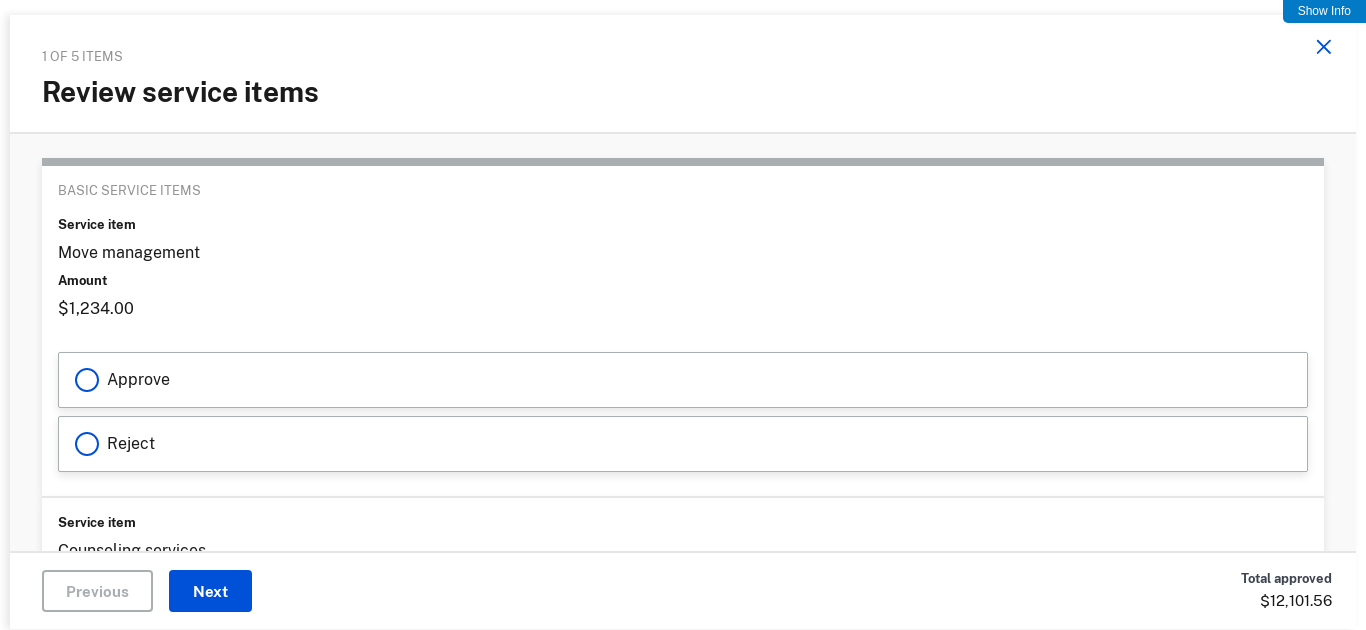 Show Info
1 OF 5 ITEMS
Review service items
BASIC SERVICE ITEMS
Service item
Move management
Amount
$1,234.00
Approve
Reject
Service item
Counseling services
Previous
Next
Total approved
$12,101.56